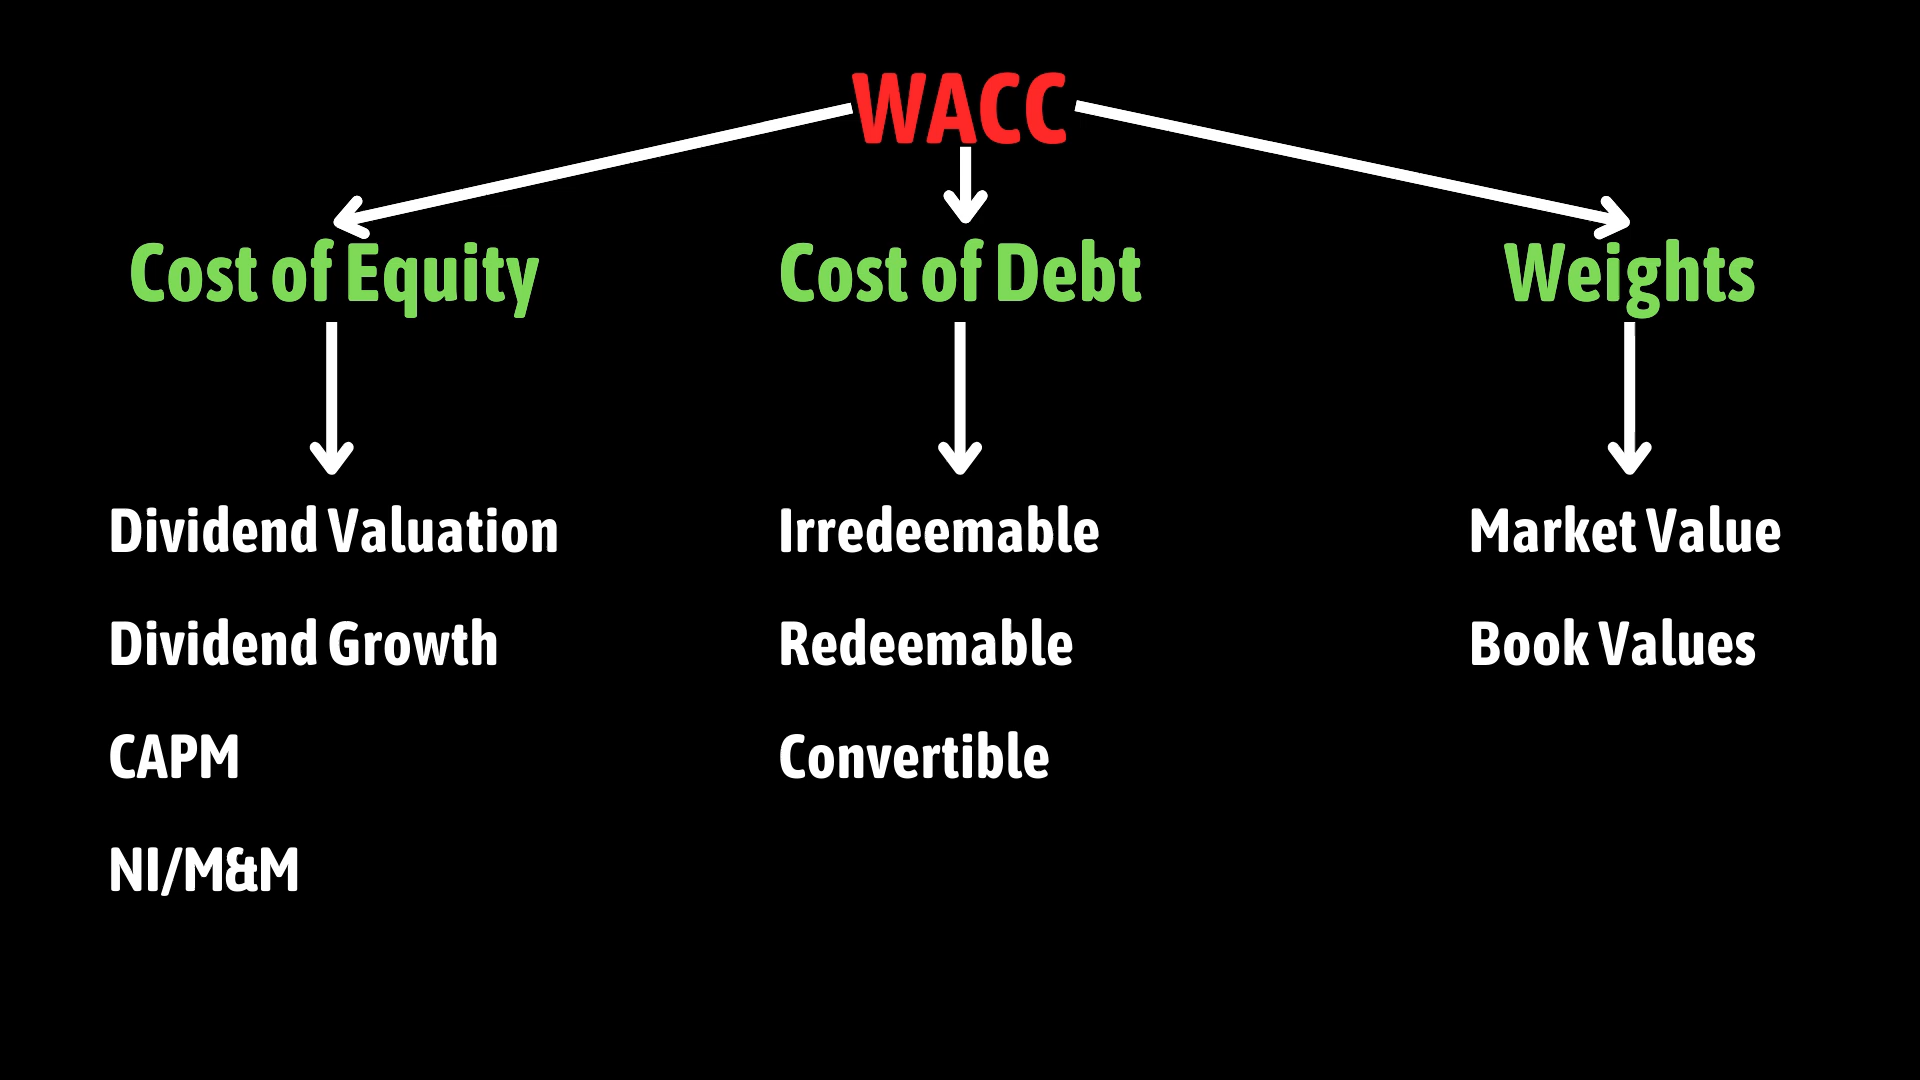 WACC
Cost of Equity
Cost of Debt
Weights
Dividend Valuation
Dividend Growth
CAPM
NI/M&M
Irredeemable
Redeemable
Convertible
Market Value
Book Values